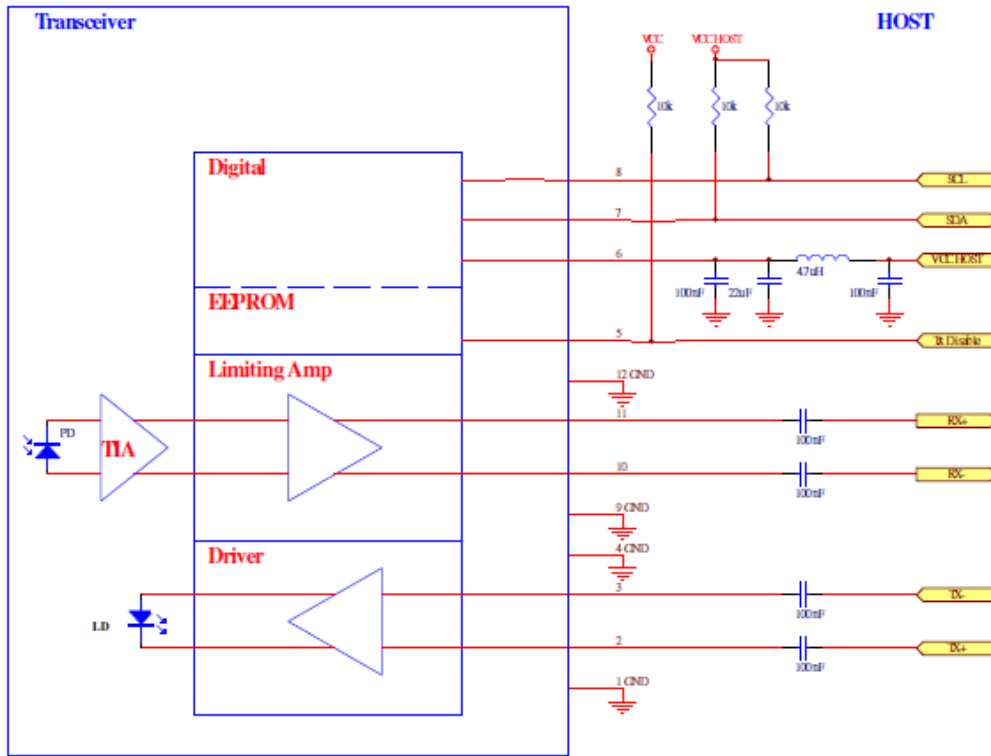 Transceiver
HOST
VCC
VCC HOST
10k
10k
10k
Digital
8
SCL
7
SDA
6
VCC HOST
4.7uH
100nF
22uF
100nF
EEPROM
5
Tx Disable
Limiting Amp
12 GND
11
RX+
PD
TIA
100nF
10
RX-
100nF
9 GND
4 GND
Driver
3
TX-
100nF
LD
2
TX+
100nF
1 GND